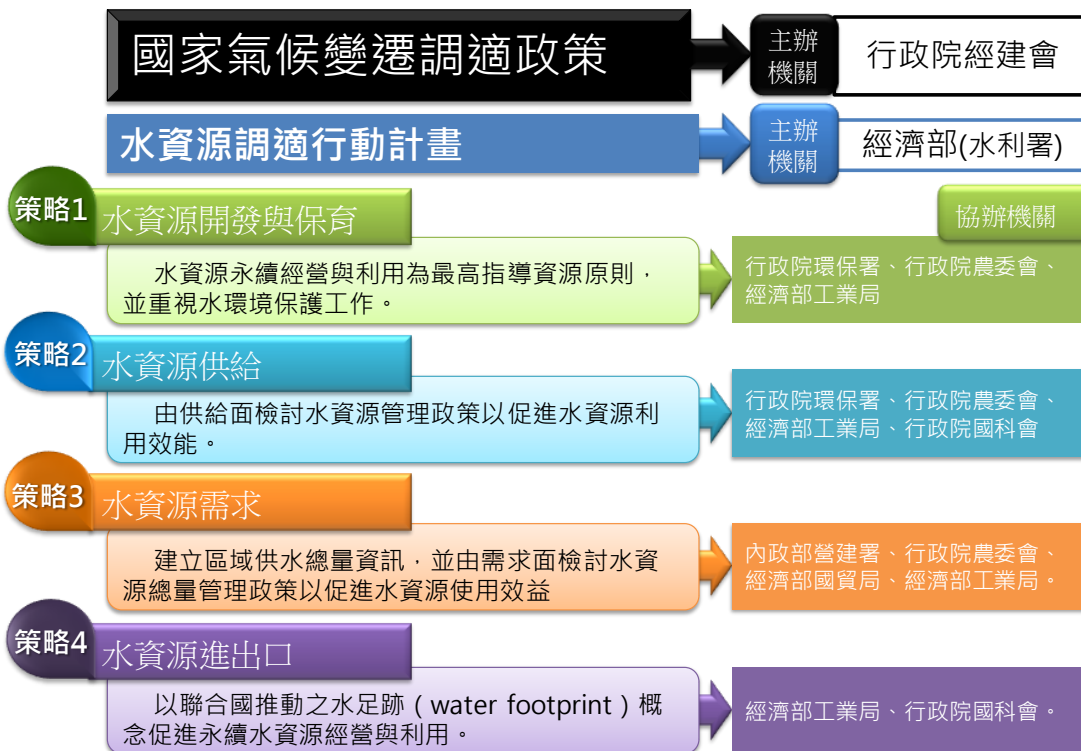 國家氣候變遷調適政策
主辦
機關
行政院經建會
水資源調適行動計畫
主辦
機關
經濟部(水利署)
策略1
水資源開發與保育
協辦機關
水資源永續經營與利用為最高指導資源原則，
並重視水環境保護工作。
行政院環保署、行政院農委會、
經濟部工業局
策略2
水資源供給
由供給面檢討水資源管理政策以促進水資源利
用效能。
行政院環保署、行政院農委會、
經濟部工業局、行政院國科會
策略3
水資源需求
建立區域供水總量資訊，並由需求面檢討水資
源總量管理政策以促進水資源使用效益
內政部營建署、行政院農委會、
經濟部國貿局、經濟部工業局。
策略4
水資源進出口
以聯合國推動之水足跡（water footprint）概
念促進永續水資源經營與利用。
經濟部工業局、行政院國科會。